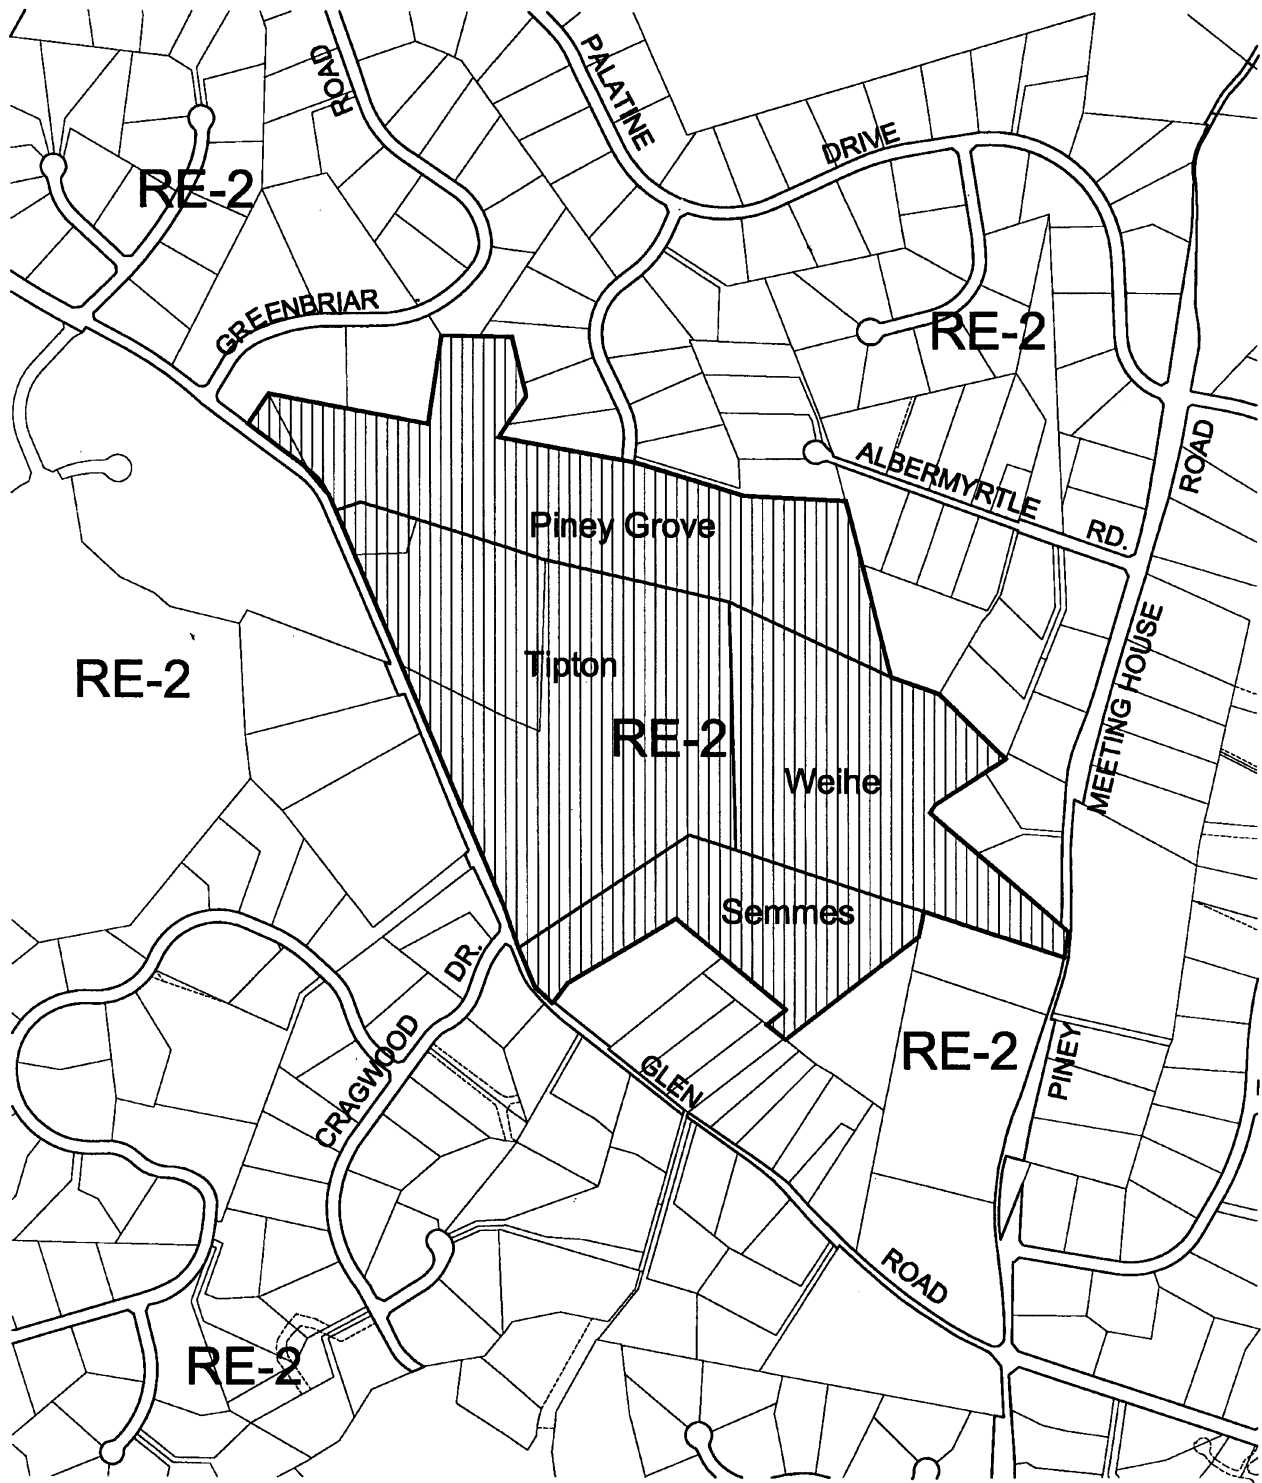 ROAD
PALATINE
DRIVE
RE-2
GREENBRIAR
RE-2
ALBERMYRTLE
RD.
ROAD
Piney Grove
Tipton
RE-2
RE-2
Weihe
MEETING HOUSE
Semmes
DR.
CRAGWOOD
GLEN
RE-2
PINEY
ROAD
RE-2